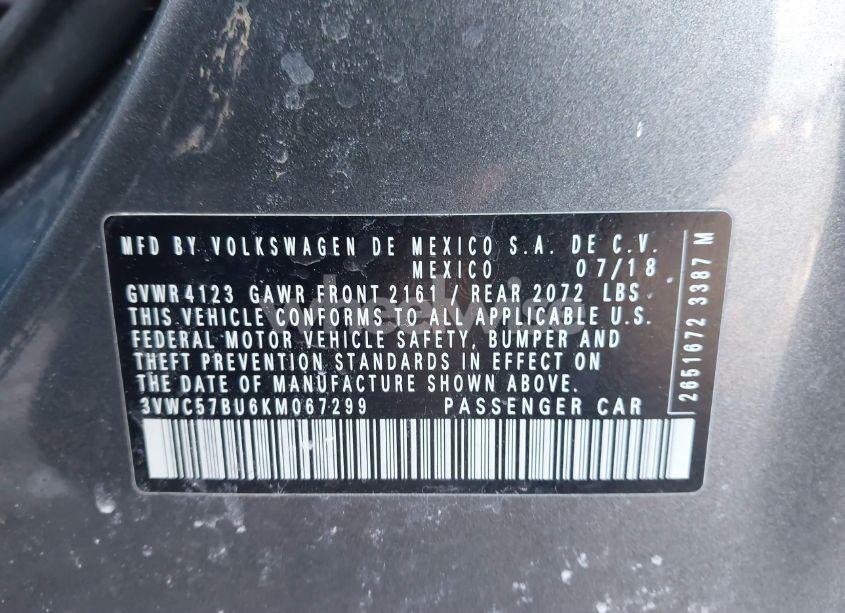 MFD BY VOLKSWAGEN DE MEXICO S.A. DE C.V.
MEXICO 07/18
GVWR 4123 GAWR FRONT 2161 / REAR 2072 LBS
THIS VEHICLE CONFORMS TO ALL APPLICABLE U.S.
FEDERAL MOTOR VEHICLE SAFETY, BUMPER AND
THEFT PREVENTION STANDARDS IN EFFECT ON
THE DATE OF MANUFACTURE SHOWN ABOVE.
3VWC57BU6KM067299 PASSENGER CAR
2651672 3387 M
wheelwise